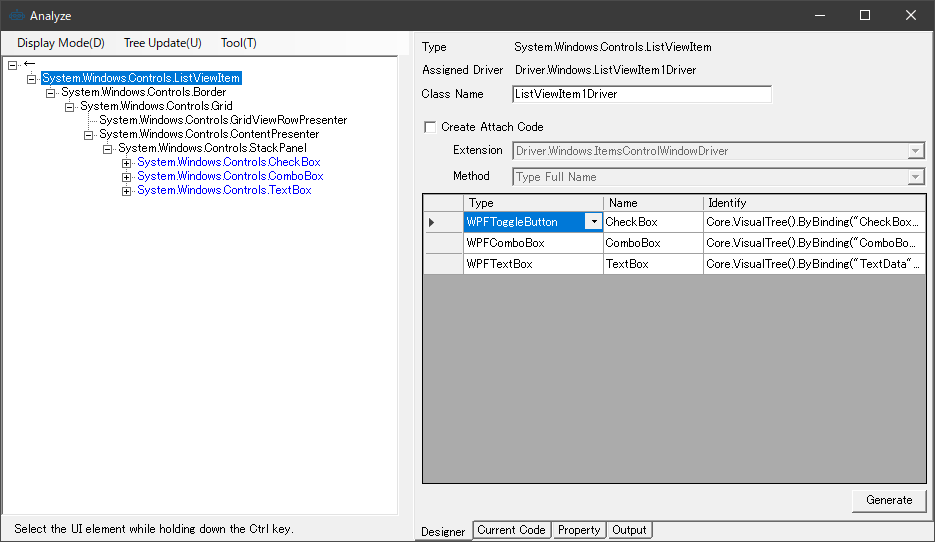 Analyze
Display Mode(D) Tree Update(U) Tool(T)
←
System.Windows.Controls.ListViewItem
System.Windows.Controls.Border
System.Windows.Controls.Grid
System.Windows.Controls.GridViewRowPresenter
System.Windows.Controls.ContentPresenter
System.Windows.Controls.StackPanel
System.Windows.Controls.CheckBox
System.Windows.Controls.ComboBox
System.Windows.Controls.TextBox
Select the UI element while holding down the Ctrl key.
Type System.Windows.Controls.ListViewItem
Assigned Driver Driver.Windows.ListViewItem1Driver
Class Name ListViewItem1Driver
Create Attach Code
Extension Driver.Windows.ItemsControlWindowDriver
Method Type Full Name
Type Name Identify
WPFToggleButton CheckBox Core.VisualTree().ByBinding("CheckBox...
WPFComboBox ComboBox Core.VisualTree().ByBinding("ComboBo...
WPFTextBox TextBox Core.VisualTree().ByBinding("TextData"...
Generate
Designer Current Code Property Output